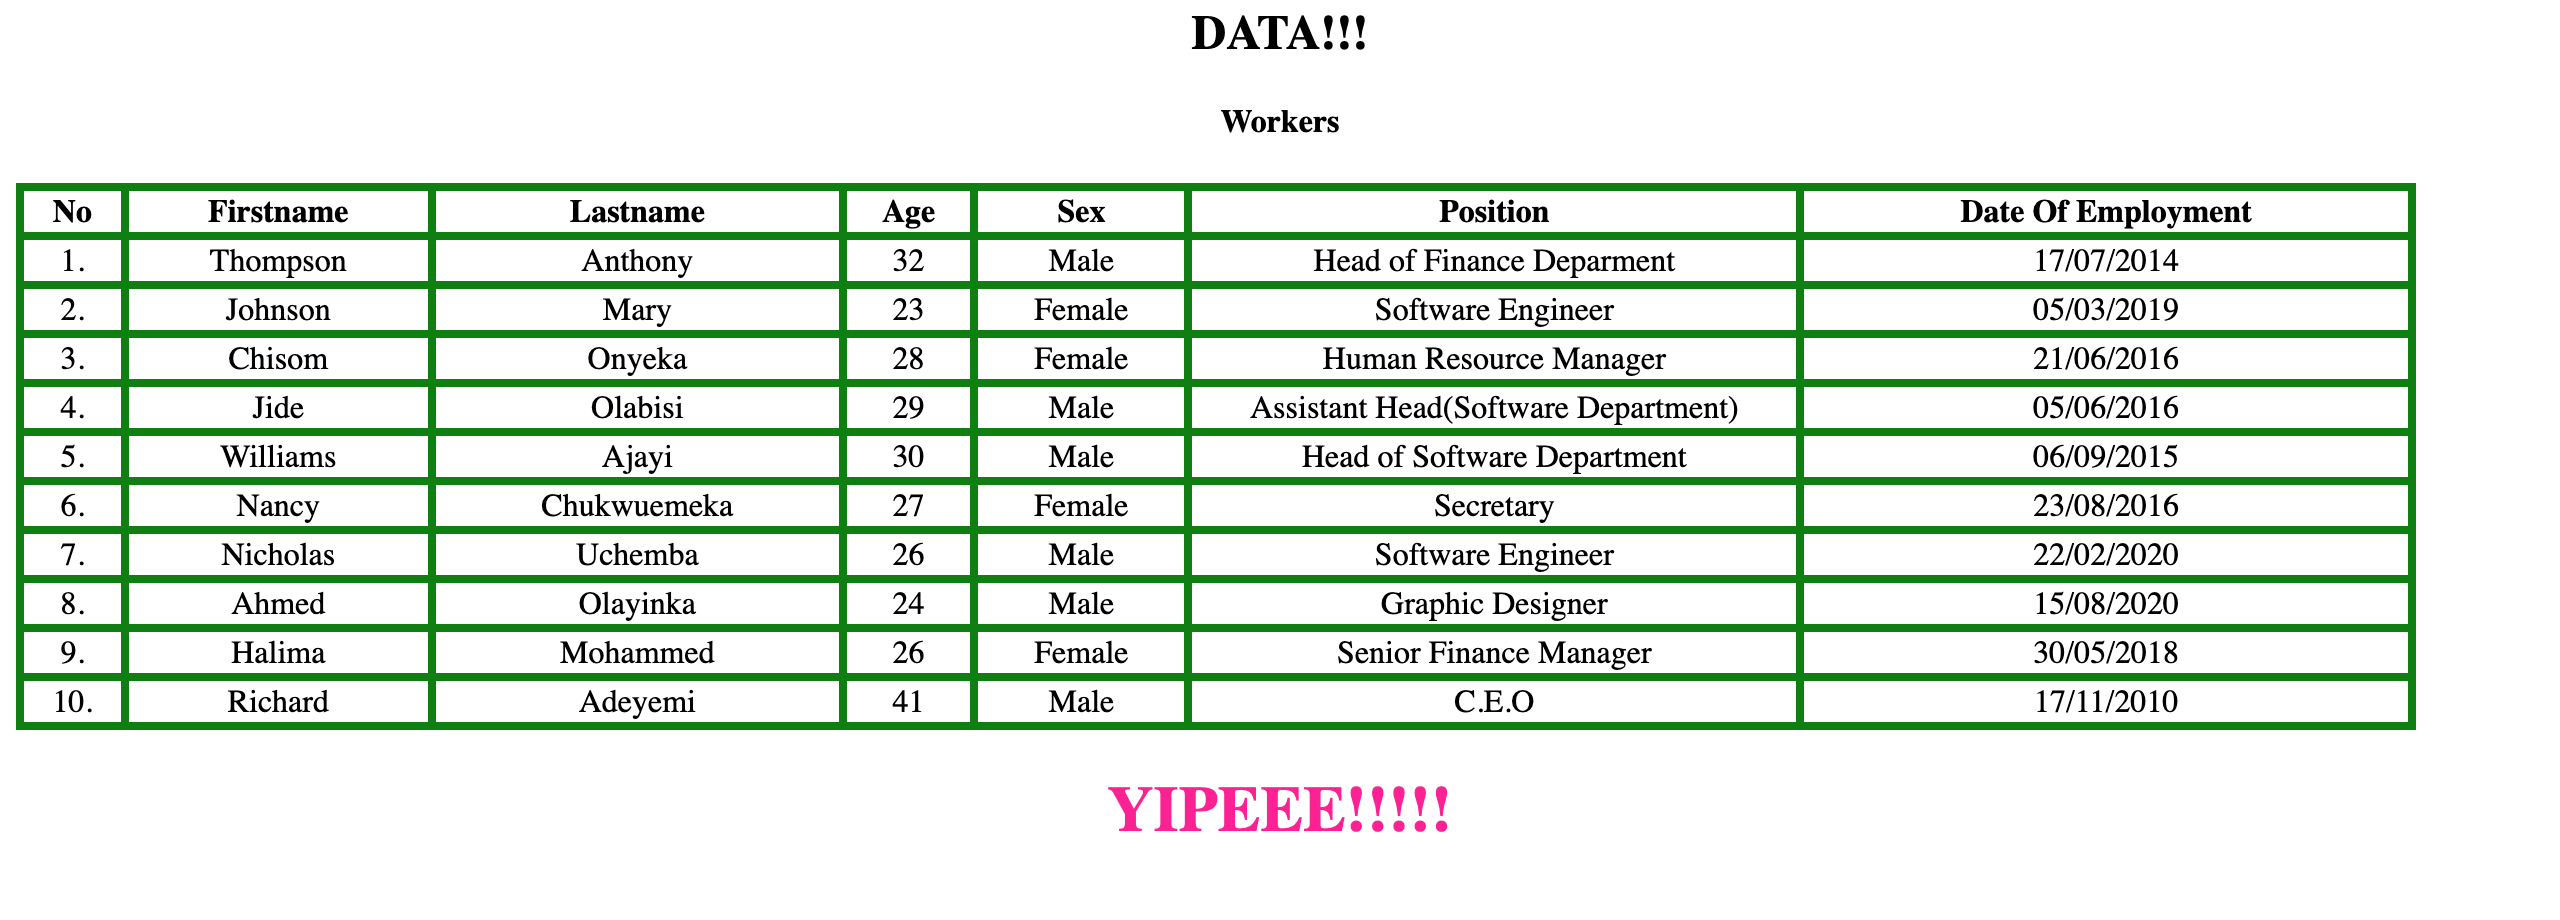 DATA!!!
Workers
No Firstname Lastname Age Sex Position Date Of Employment
1. Thompson Anthony 32 Male Head of Finance Deparment 17/07/2014
2. Johnson Mary 23 Female Software Engineer 05/03/2019
3. Chisom Onyeka 28 Female Human Resource Manager 21/06/2016
4. Jide Olabisi 29 Male Assistant Head(Software Department) 05/06/2016
5. Williams Ajayi 30 Male Head of Software Department 06/09/2015
6. Nancy Chukwuemeka 27 Female Secretary 23/08/2016
7. Nicholas Uchemba 26 Male Software Engineer 22/02/2020
8. Ahmed Olayinka 24 Male Graphic Designer 15/08/2020
9. Halima Mohammed 26 Female Senior Finance Manager 30/05/2018
10. Richard Adeyemi 41 Male C.E.O 17/11/2010
YIPEEE!!!!!